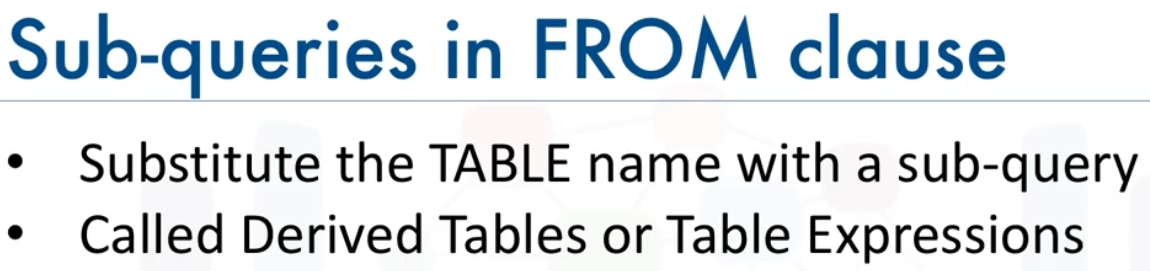 Sub-queries in FROM clause
• Substitute the TABLE name with a sub-query
• Called Derived Tables or Table Expressions